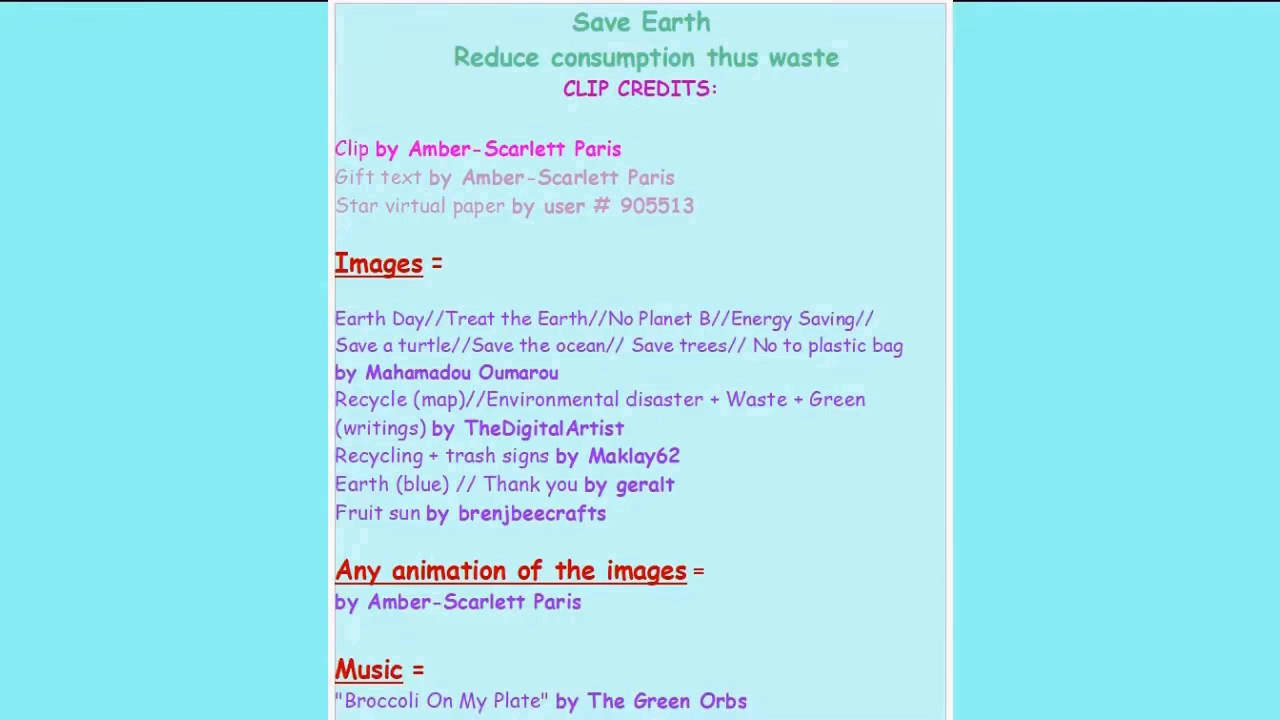 Save Earth
Reduce consumption thus waste
CLIP CREDITS:
Clip by Amber-Scarlett Paris
Gift text by Amber-Scarlett Paris
Star virtual paper by user # 905513
Images =
Earth Day//Treat the Earth//No Planet B//Energy Saving//
Save a turtle//Save the ocean// Save trees// No to plastic bag
by Mahamadou Oumarou
Recycle (map)//Environmental disaster + Waste + Green
(writings) by TheDigitalArtist
Recycling + trash signs by Maklay62
Earth (blue) // Thank you by geralt
Fruit sun by brenjbeecrafts
Any animation of the images =
by Amber-Scarlett Paris
Music =
"Broccoli On My Plate" by The Green Orbs